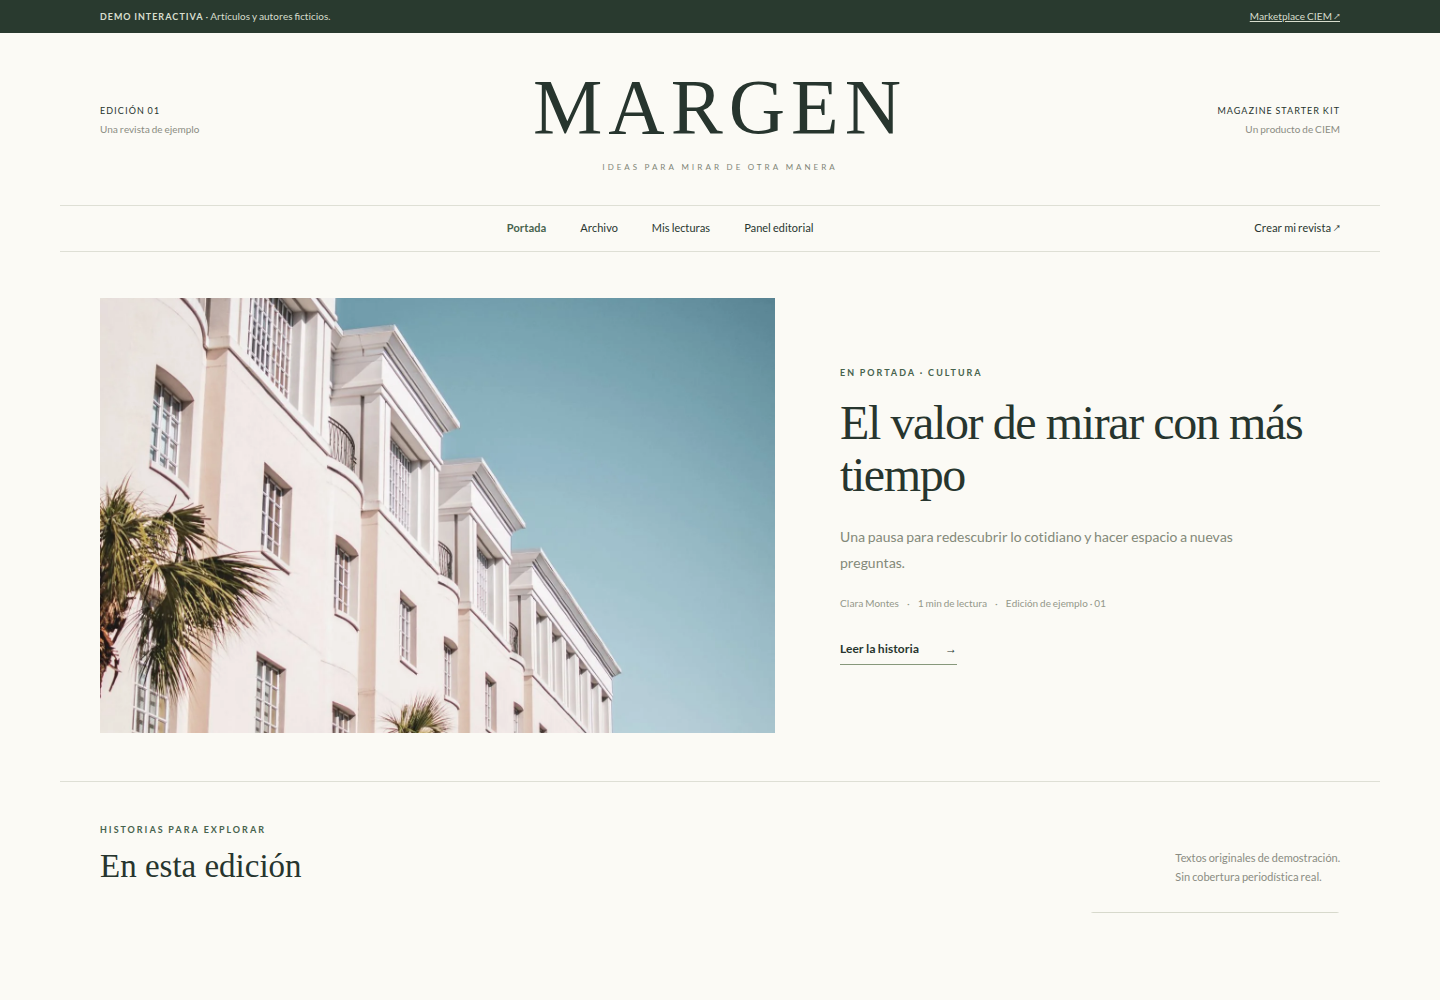 DEMO INTERACTIVA · Artículos y autores ficticios.
Marketplace CIEM ↗
EDICIÓN 01
Una revista de ejemplo
MARGEN
IDEAS PARA MIRAR DE OTRA MANERA
MAGAZINE STARTER KIT
Un producto de CIEM
Portada Archivo Mis lecturas Panel editorial
Crear mi revista ↗
EN PORTADA · CULTURA
El valor de mirar con más
tiempo
Una pausa para redescubrir lo cotidiano y hacer espacio a nuevas
preguntas.
Clara Montes · 1 min de lectura · Edición de ejemplo · 01
Leer la historia →
HISTORIAS PARA EXPLORAR
En esta edición
Textos originales de demostración.
Sin cobertura periodística real.